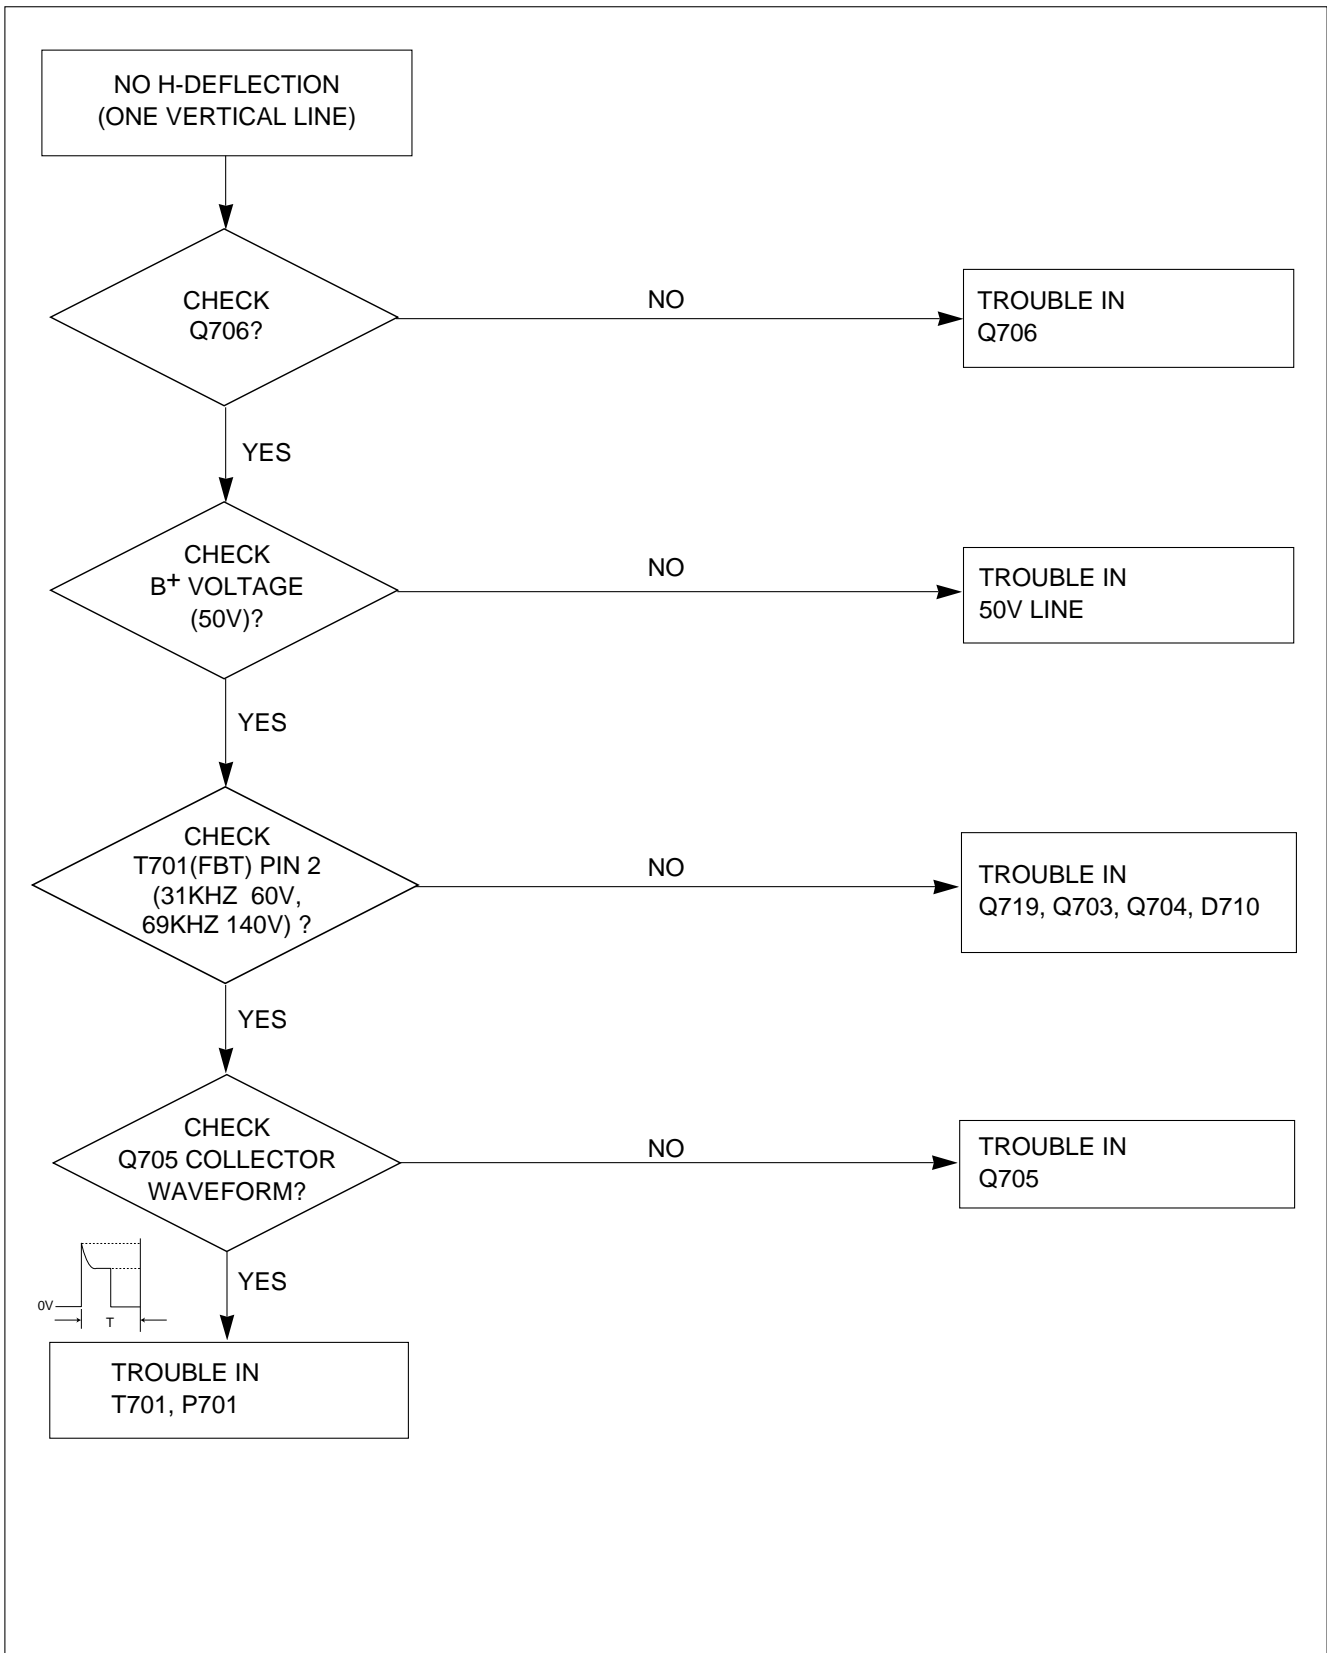 NO H-DEFLECTION
(ONE VERTICAL LINE)
CHECK
Q706?
NO
TROUBLE IN
Q706
YES
CHECK
B+ VOLTAGE
(50V)?
NO
TROUBLE IN
50V LINE
YES
CHECK
T701(FBT) PIN 2
(31KHZ 60V,
69KHZ 140V) ?
NO
TROUBLE IN
Q719, Q703, Q704, D710
YES
CHECK
Q705 COLLECTOR
WAVEFORM?
NO
TROUBLE IN
Q705
YES
0V
T
TROUBLE IN
T701, P701